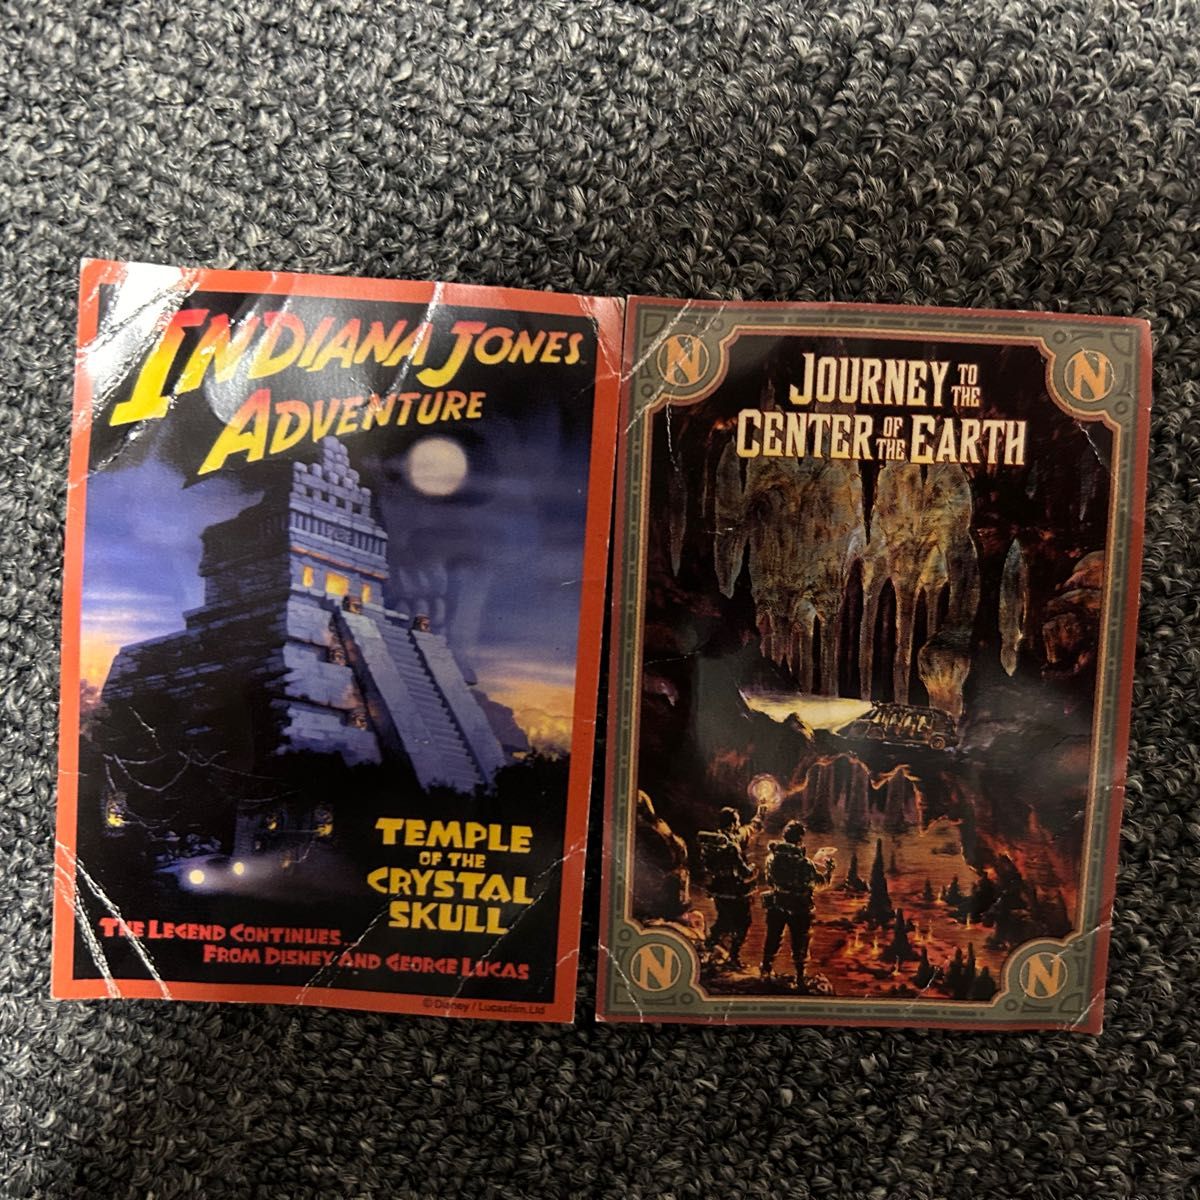 INDIANA JONES
ADVENTURE
TEMPLE
OF THE
CRYSTAL
SKULL
THE LEGEND CONTINUES...
FROM DISNEY AND GEORGE LUCAS
© Disney / Lucasfilm.Ltd
N
N
JOURNEY TO THE
CENTER OF THE EARTH
N
N